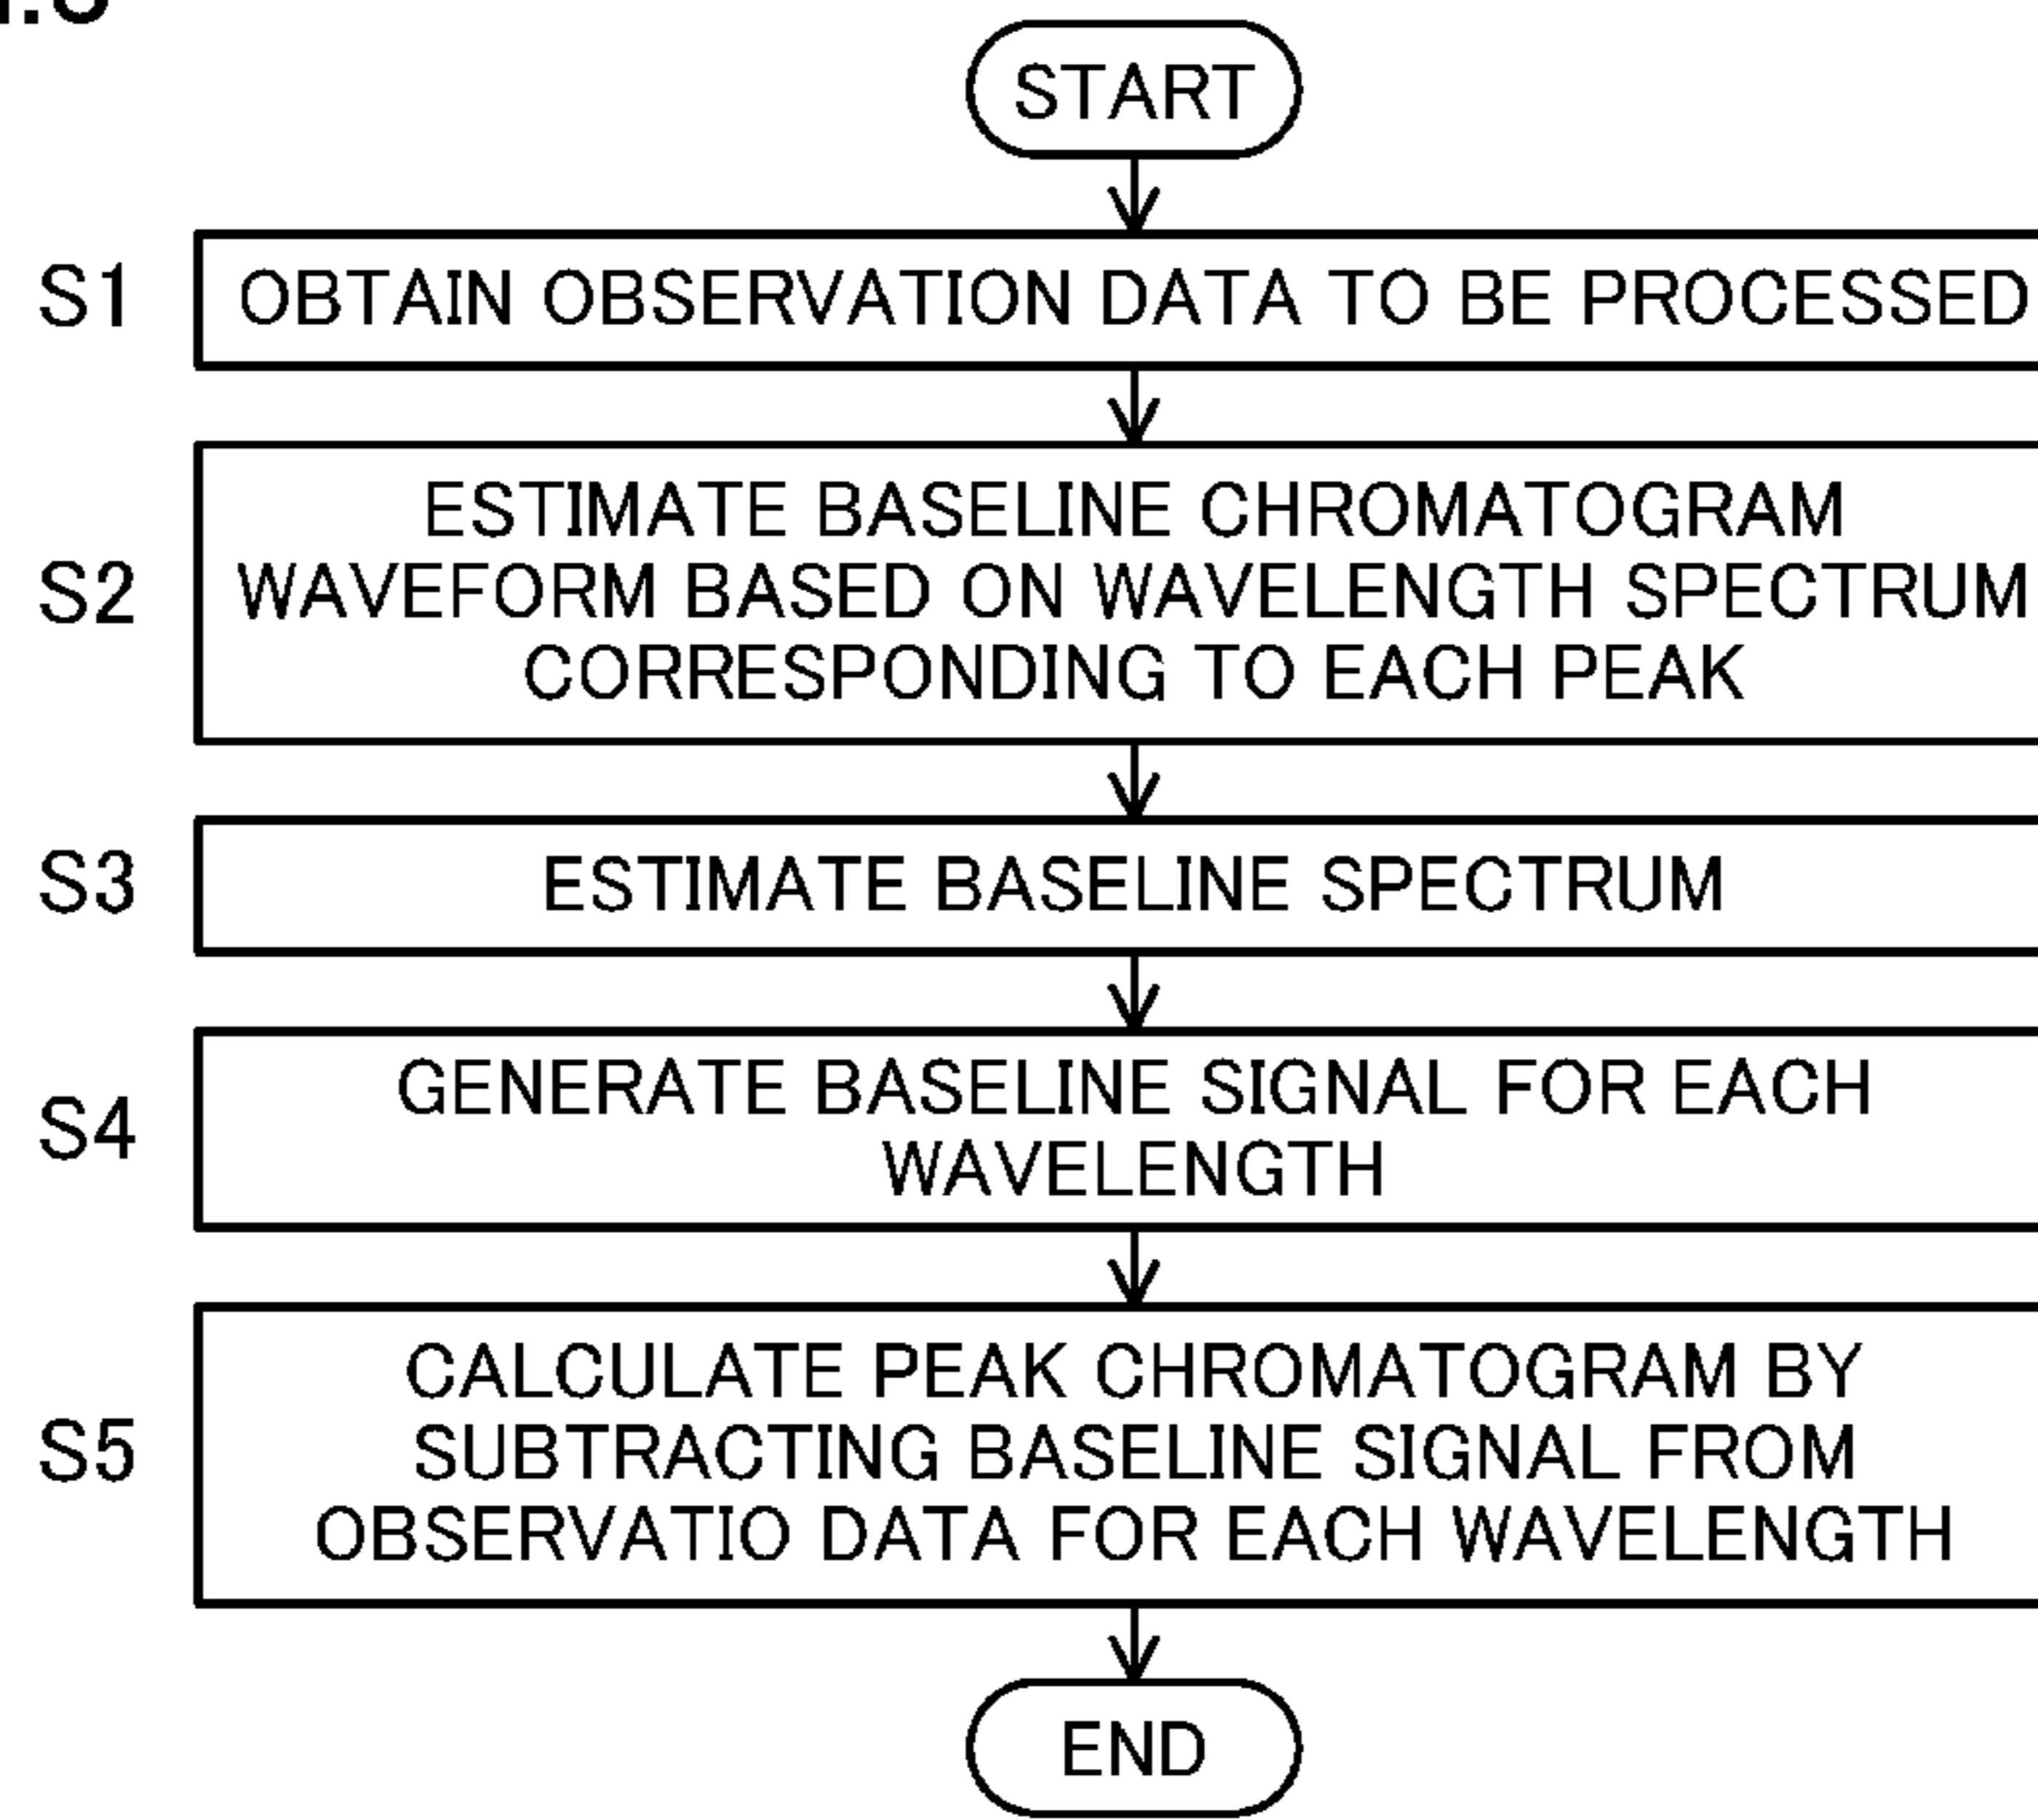 START
S1 OBTAIN OBSERVATION DATA TO BE PROCESSED
ESTIMATE BASELINE CHROMATOGRAM
S2 WAVEFORM BASED ON WAVELENGTH SPECTRUM
CORRESPONDING TO EACH PEAK
S3 ESTIMATE BASELINE SPECTRUM
S4
GENERATE BASELINE SIGNAL FOR EACH
WAVELENGTH
CALCULATE PEAK CHROMATOGRAM BY
S5 SUBTRACTING BASELINE SIGNAL FROM
OBSERVATIO DATA FOR EACH WAVELENGTH
END